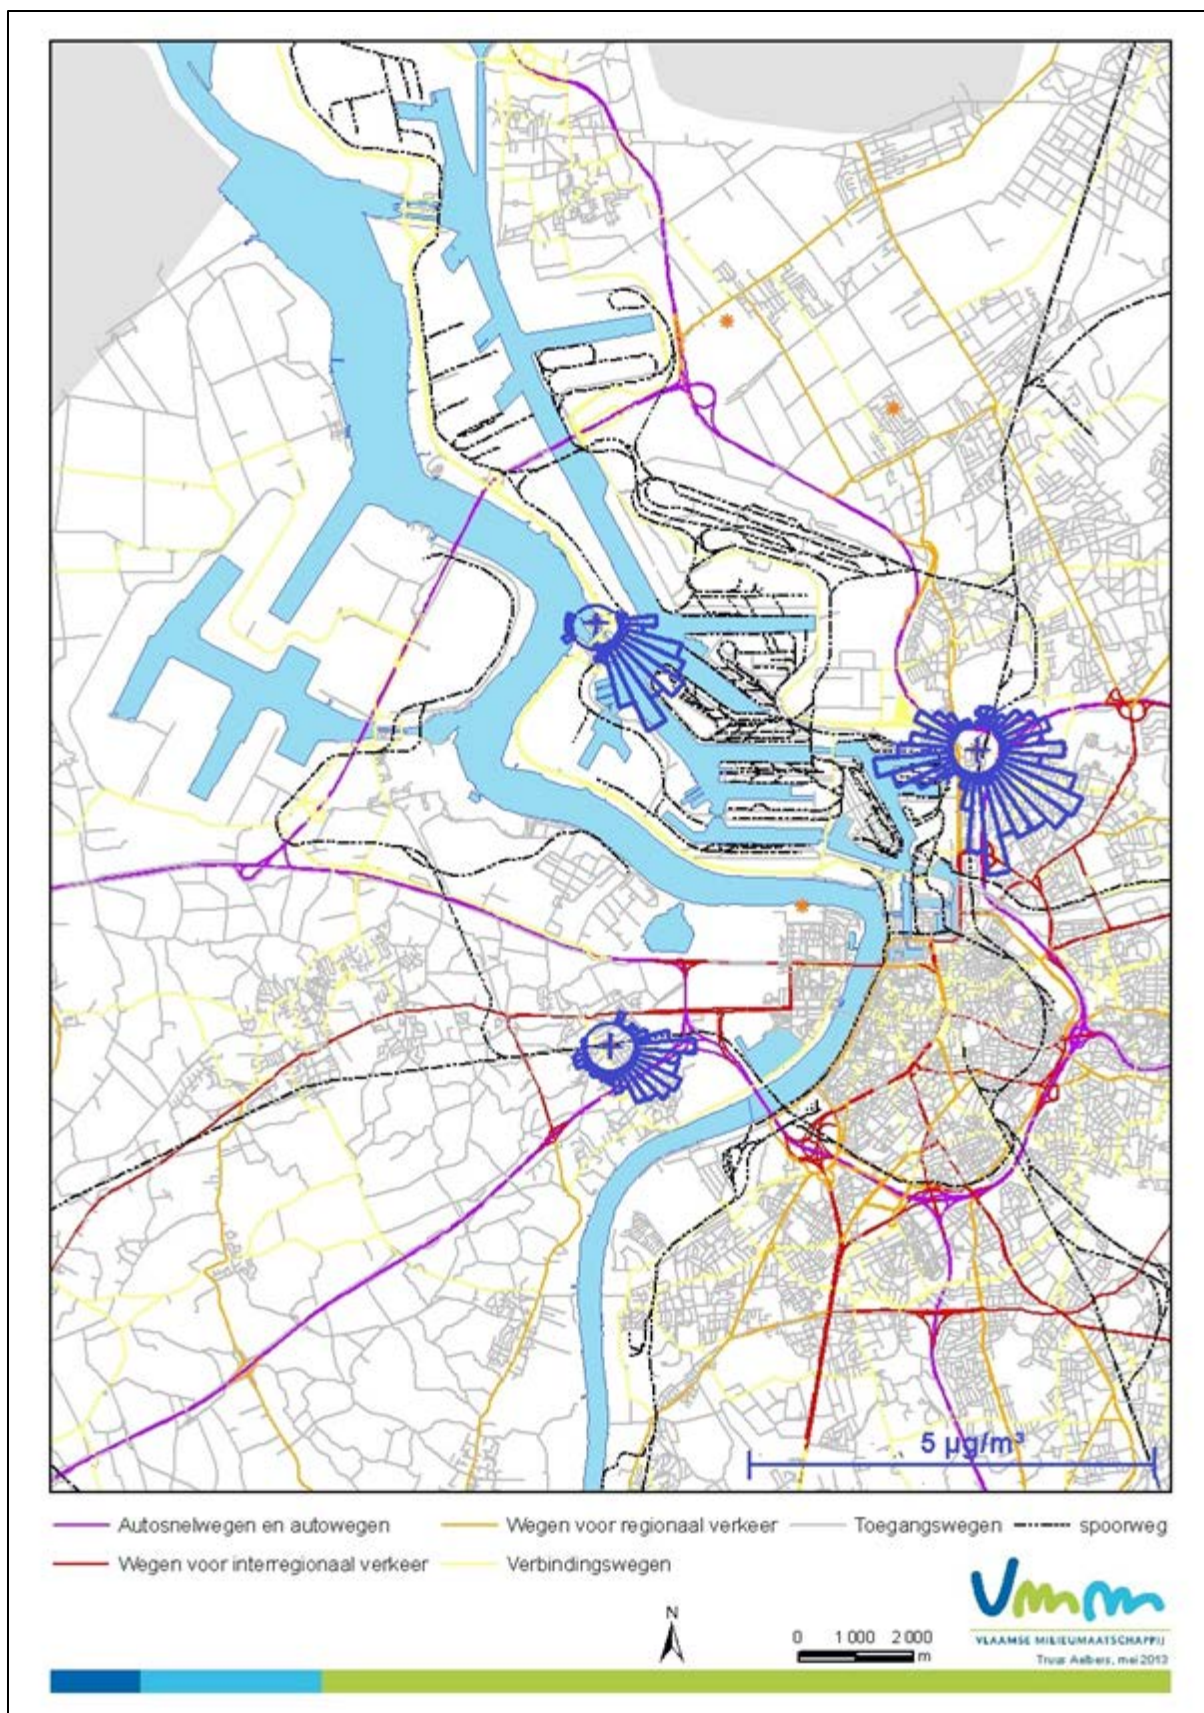 5 µg/m³
Autosnelwegen en autowegen
Wegen voor regionaal verkeer
Toegangswegen
spoorweg
Wegen voor interregionaal verkeer
Verbindingswegen
N
0 1 000 2 000
m
Vmm
VLAAMSE MILIEUMAATSCHAPPIJ
Truus Aelbers, mei 2013